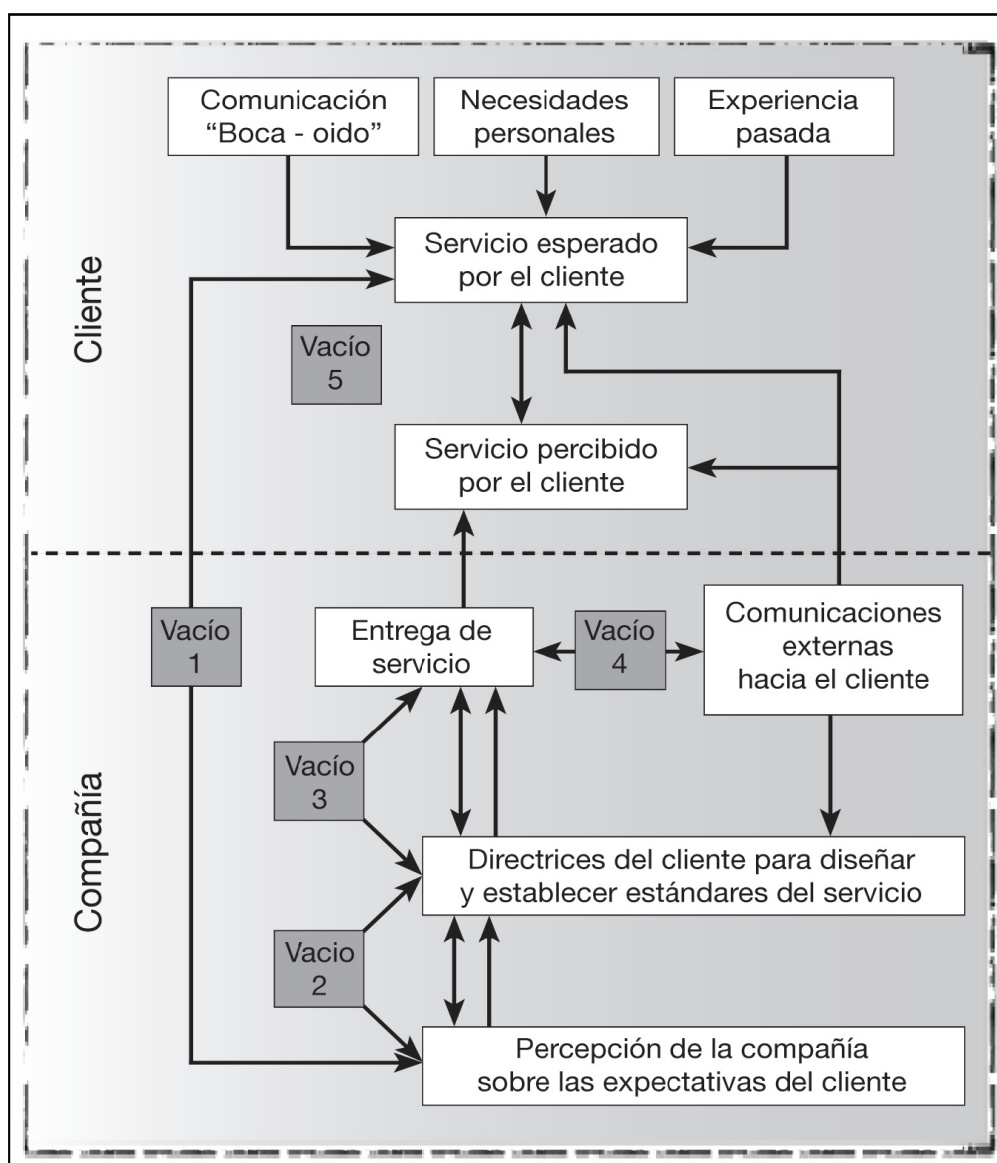 Comunicación
“Boca - oido”
Necesidades
personales
Experiencia
pasada
Servicio esperado
por el cliente
Cliente
Vacío
5
Servicio percibido
por el cliente
Vacío
1
Entrega de
servicio
Vacío
4
Comunicaciones
externas
hacia el cliente
Compañía
Vacío
3
Directrices del cliente para diseñar
y establecer estándares del servicio
Vacio
2
Percepción de la compañía
sobre las expectativas del cliente